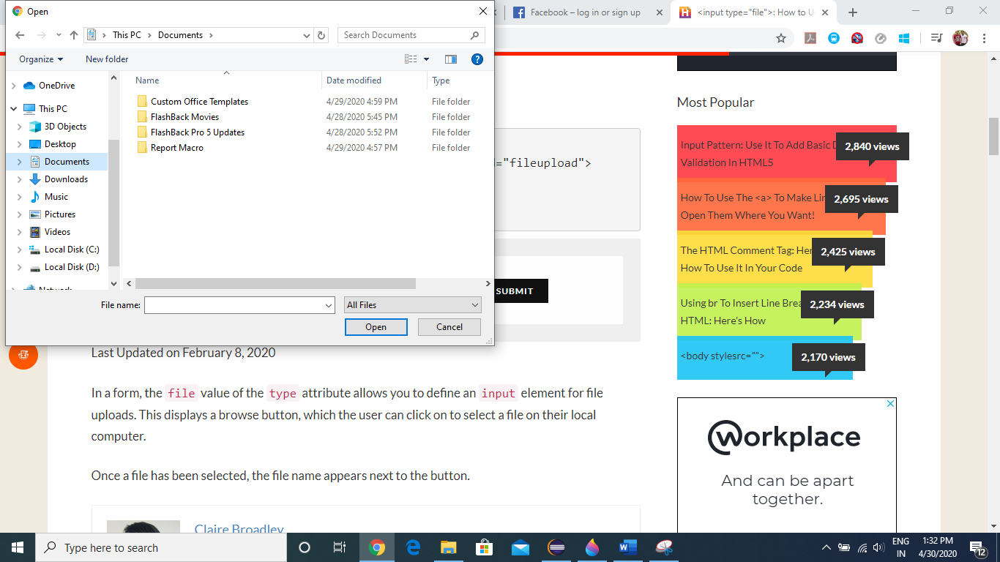 Open
Facebook – log in or sign up
<input type="file">: How to U
This PC
Documents
Search Documents
Organize
New folder
?
Name
Date modified
Type
OneDrive
This PC
3D Objects
Desktop
Documents
Downloads
Music
Pictures
Videos
Local Disk (C:)
Local Disk (D:)
Custom Office Templates 4/29/2020 4:59 PM File folder
FlashBack Movies 4/28/2020 5:45 PM File folder
FlashBack Pro 5 Updates 4/28/2020 5:52 PM File folder
Report Macro 4/29/2020 4:57 PM File folder
File name:
All Files
Open
Cancel
="fileupload">
SUBMIT
Last Updated on February 8, 2020
In a form, the file value of the type attribute allows you to define an input element for file
uploads. This displays a browse button, which the user can click on to select a file on their local
computer.
Once a file has been selected, the file name appears next to the button.
Claire Broadley
Most Popular
Input Pattern: Use It To Add Basic D
Validation In HTML5
2,840 views
How To Use The <a> To Make Lin
Open Them Where You Want!
2,695 views
The HTML Comment Tag: Her
How To Use It In Your Code
2,425 views
Using br To Insert Line Brea
HTML: Here's How
2,234 views
<body stylesrc="">
2,170 views
workplace
And can be apart
together.
Type here to search
ENG
IN
1:32 PM
4/30/2020
12